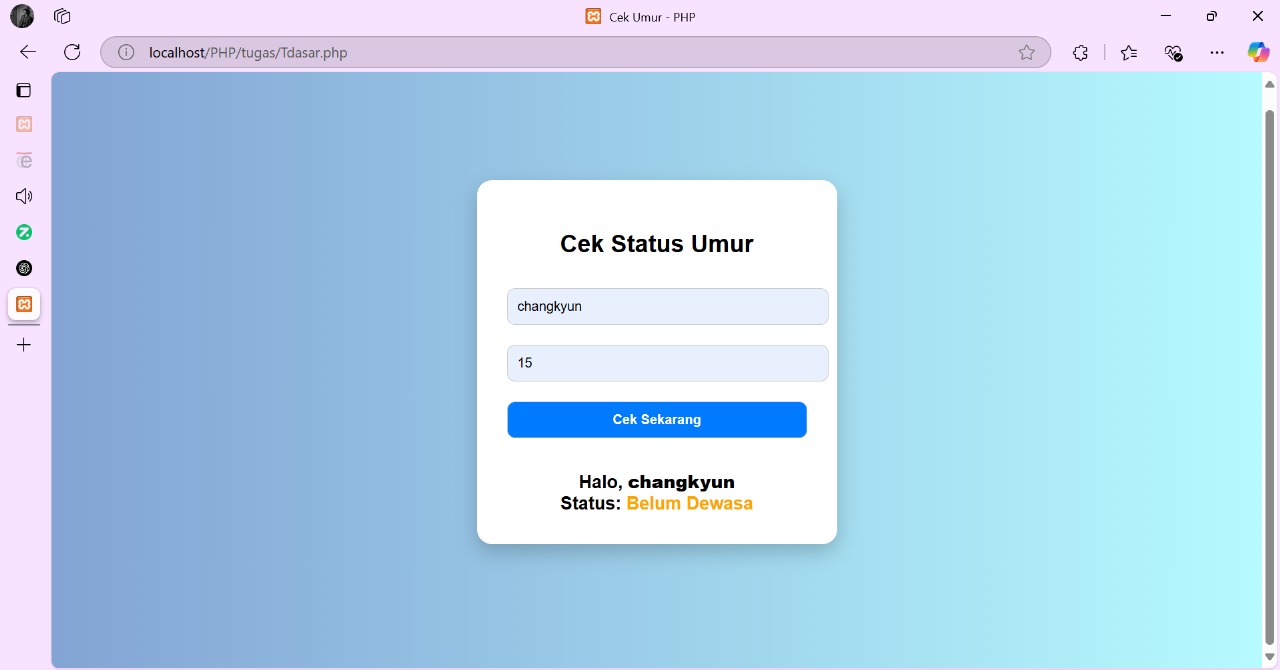 Cek Umur - PHP
localhost/PHP/tugas/Tdasar.php
Cek Status Umur
changkyun
15
Cek Sekarang
Halo, changkyun
Status: Belum Dewasa